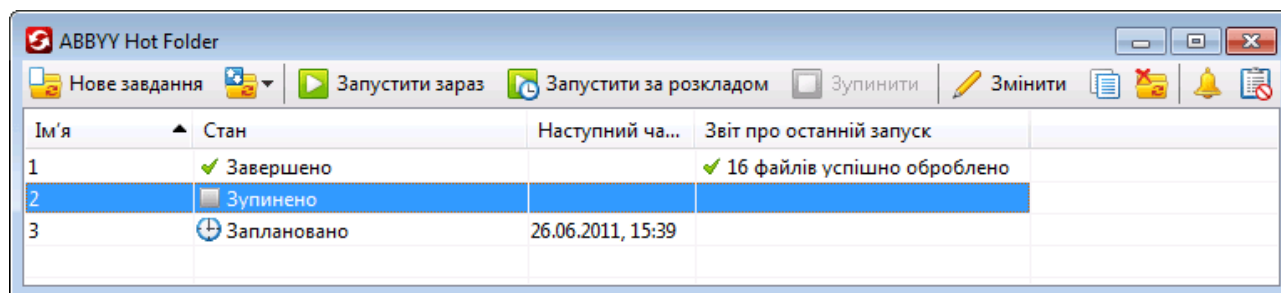 ABBYY Hot Folder
Нове завдання Запустити зараз Запустити за розкладом Зупинити Змінити
Ім'я Стан Наступний ча... Звіт про останній запуск
1 Завершено 16 файлів успішно оброблено
2 Зупинено
3 Заплановано 26.06.2011, 15:39